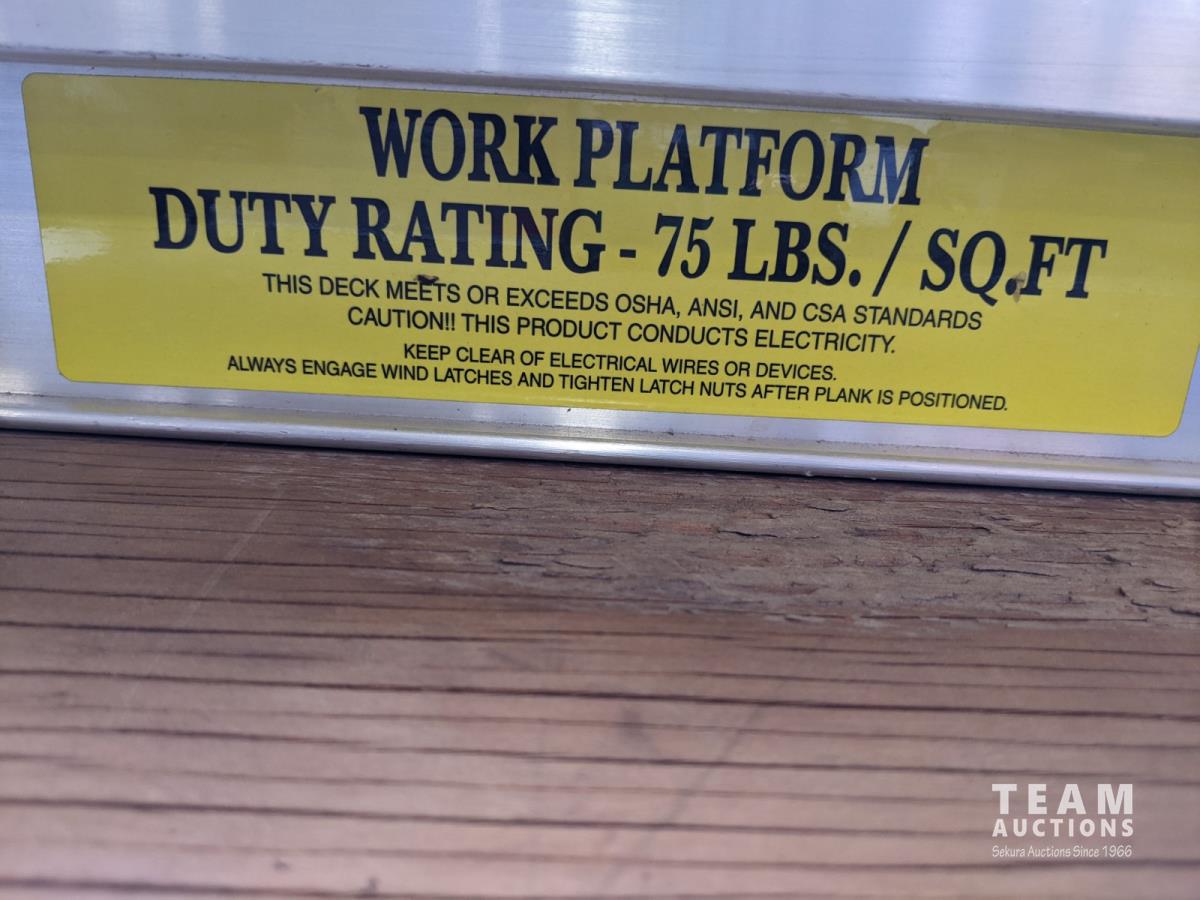 WORK PLATFORM
DUTY RATING - 75 LBS. / SQ.FT
THIS DECK MEETS OR EXCEEDS OSHA, ANSI, AND CSA STANDARDS
CAUTION!! THIS PRODUCT CONDUCTS ELECTRICITY.
KEEP CLEAR OF ELECTRICAL WIRES OR DEVICES.
ALWAYS ENGAGE WIND LATCHES AND TIGHTEN LATCH NUTS AFTER PLANK IS POSITIONED.
TEAM
AUCTIONS
Sekura Auctions Since 1966